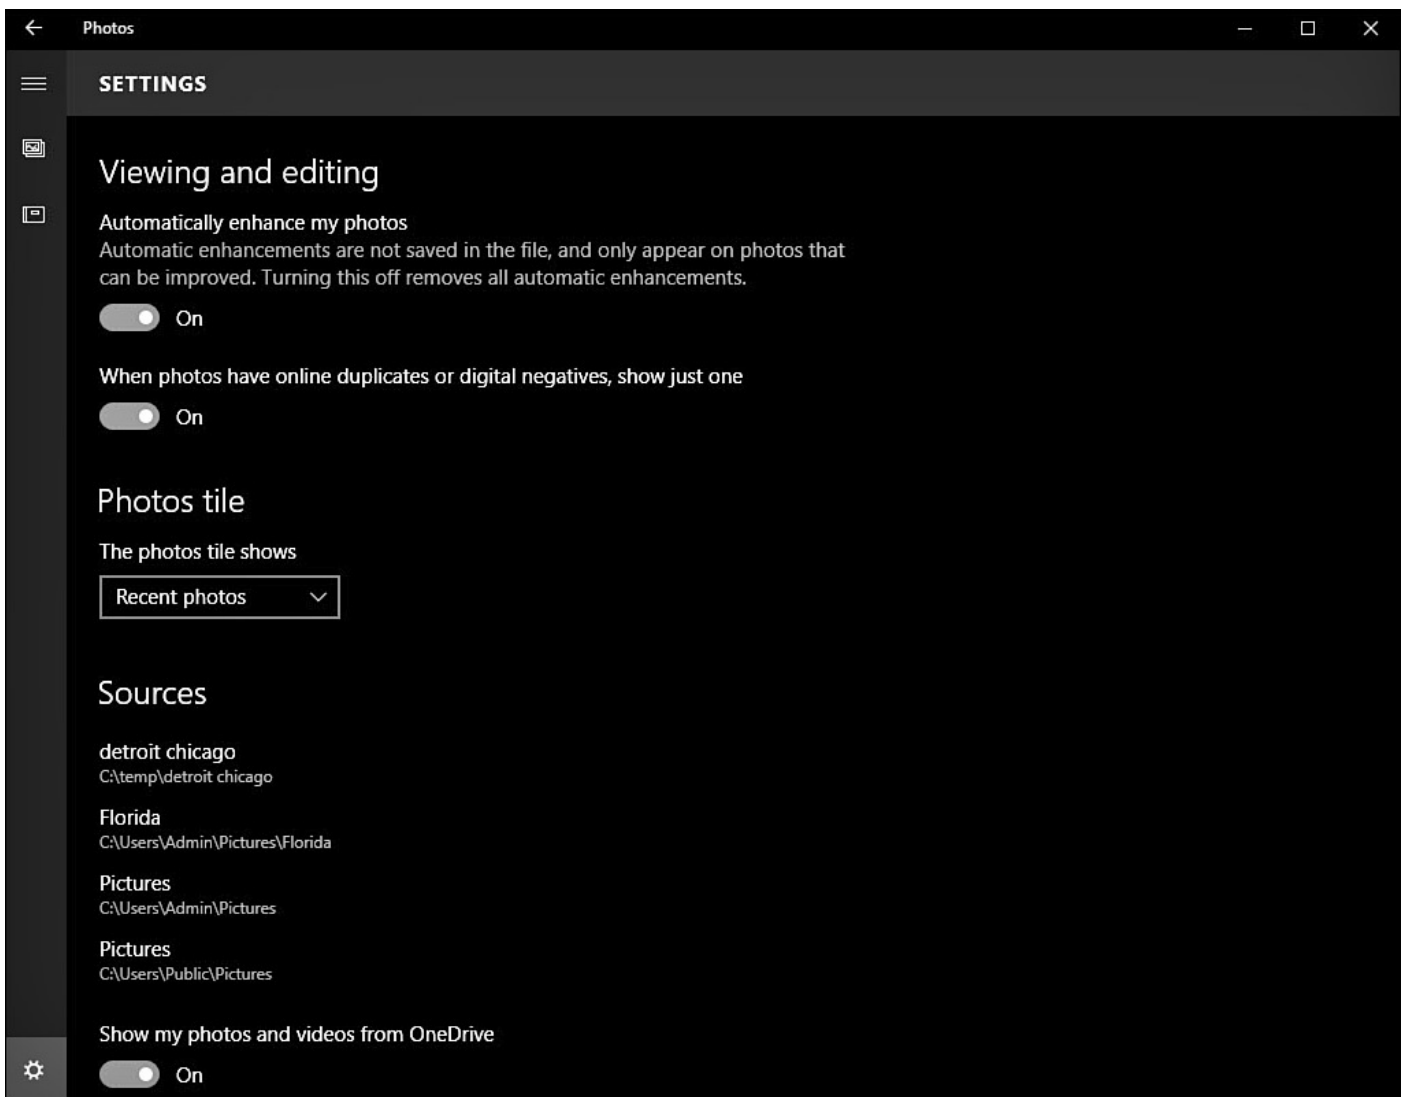 Photos
SETTINGS
Viewing and editing
Automatically enhance my photos
Automatic enhancements are not saved in the file, and only appear on photos that
can be improved. Turning this off removes all automatic enhancements.
On
When photos have online duplicates or digital negatives, show just one
On
Photos tile
The photos tile shows
Recent photos
Sources
detroit chicago
C:\temp\detroit chicago
Florida
C:\Users\Admin\Pictures\Florida
Pictures
C:\Users\Admin\Pictures
Pictures
C:\Users\Public\Pictures
Show my photos and videos from OneDrive
On